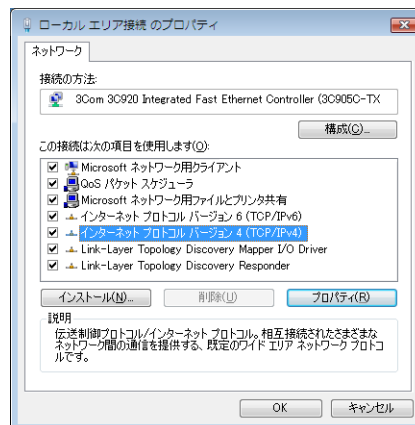 ローカル エリア接続 のプロパティ
ネットワーク
接続の方法:
3Com 3C920 Integrated Fast Ethernet Controller (3C905C-TX
構成(C)...
この接続は次の項目を使用します(O):
Microsoft ネットワーク用クライアント
QoS パケット スケジューラ
Microsoft ネットワーク用ファイルとプリンタ共有
インターネット プロトコル バージョン 6 (TCP/IPv6)
インターネット プロトコル バージョン 4 (TCP/IPv4)
Link-Layer Topology Discovery Mapper I/O Driver
Link-Layer Topology Discovery Responder
インストール(N)... 削除(U) プロパティ(R)
説明
伝送制御プロトコル/インターネット プロトコル。相互接続されたさまざまな
ネットワーク間の通信を提供する、既定のワイド エリア ネットワーク プロトコ
ルです。
OK キャンセル